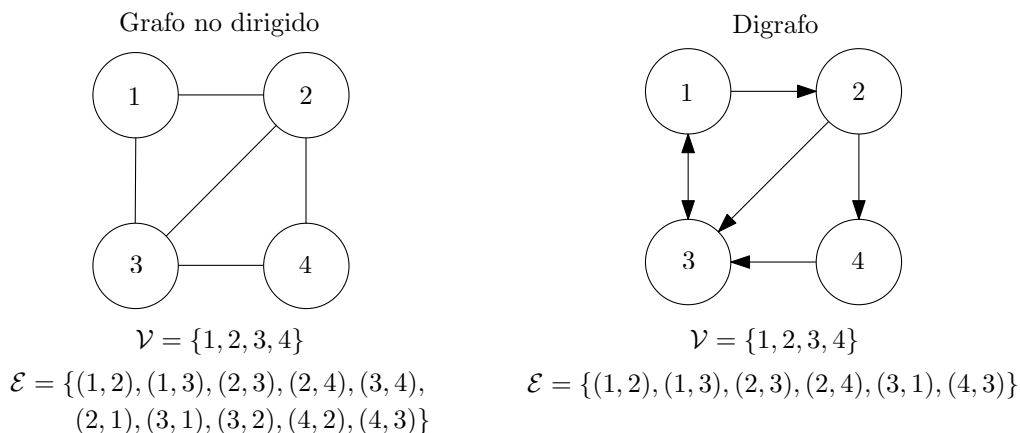 Grafo no dirigido
1
2
3
4
𝒱 = {1, 2, 3, 4}
ℰ = {(1, 2), (1, 3), (2, 3), (2, 4), (3, 4),
(2, 1), (3, 1), (3, 2), (4, 2), (4, 3)}
Digrafo
1
2
3
4
𝒱 = {1, 2, 3, 4}
ℰ = {(1, 2), (1, 3), (2, 3), (2, 4), (3, 1), (4, 3)}